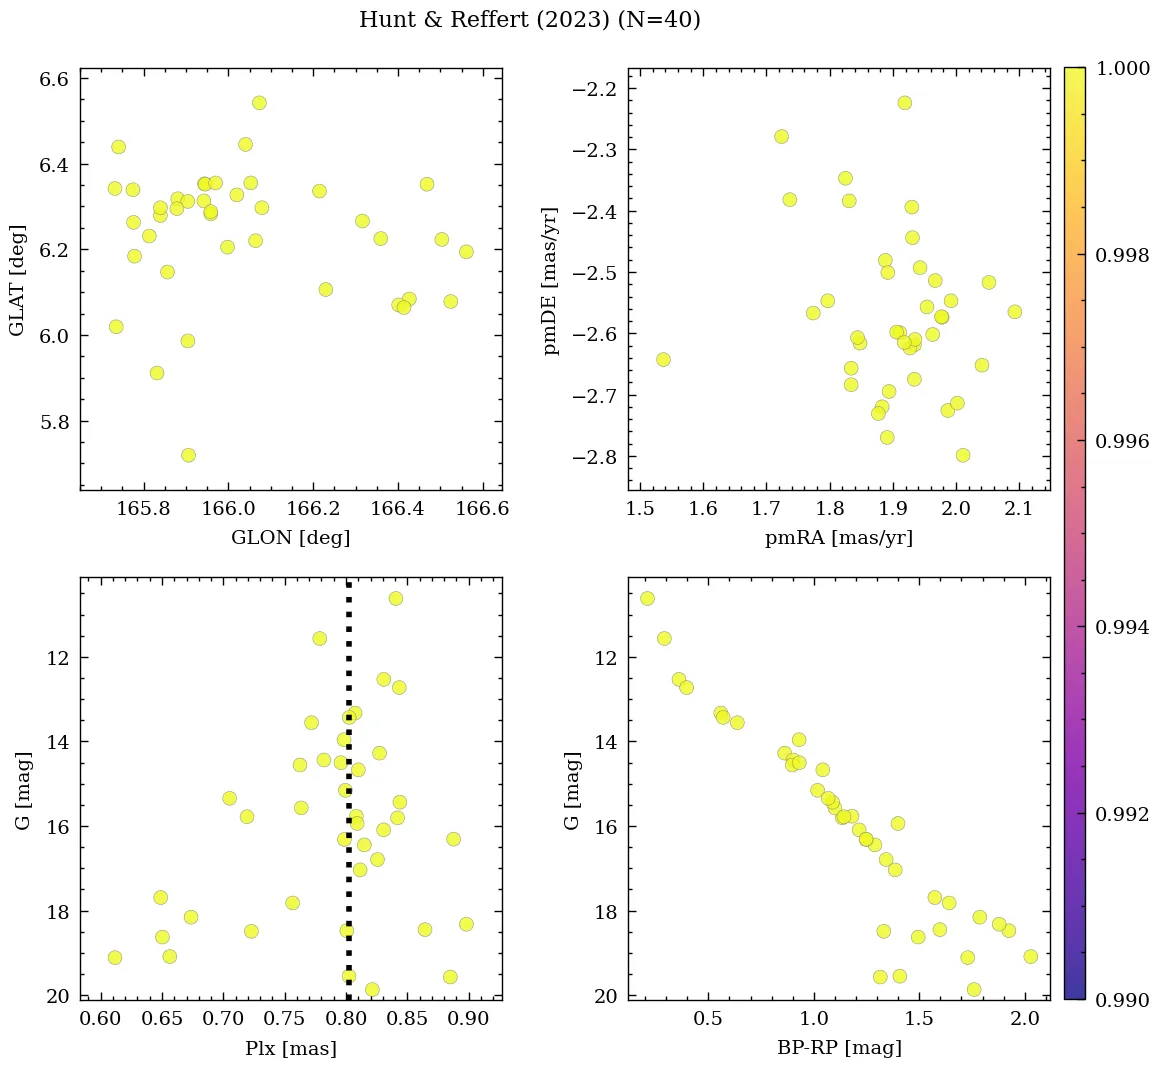 Hunt & Reffert (2023) (N=40)
6.6
6.4
6.2
6.0
5.8
GLAT [deg]
165.8 166.0 166.2 166.4 166.6
GLON [deg]
−2.2
−2.3
−2.4
−2.5
−2.6
−2.7
−2.8
pmDE [mas/yr]
1.5 1.6 1.7 1.8 1.9 2.0 2.1
pmRA [mas/yr]
12
14
16
18
20
G [mag]
0.60 0.65 0.70 0.75 0.80 0.85 0.90
Plx [mas]
12
14
16
18
20
G [mag]
0.5 1.0 1.5 2.0
BP-RP [mag]
1.000
0.998
0.996
0.994
0.992
0.990